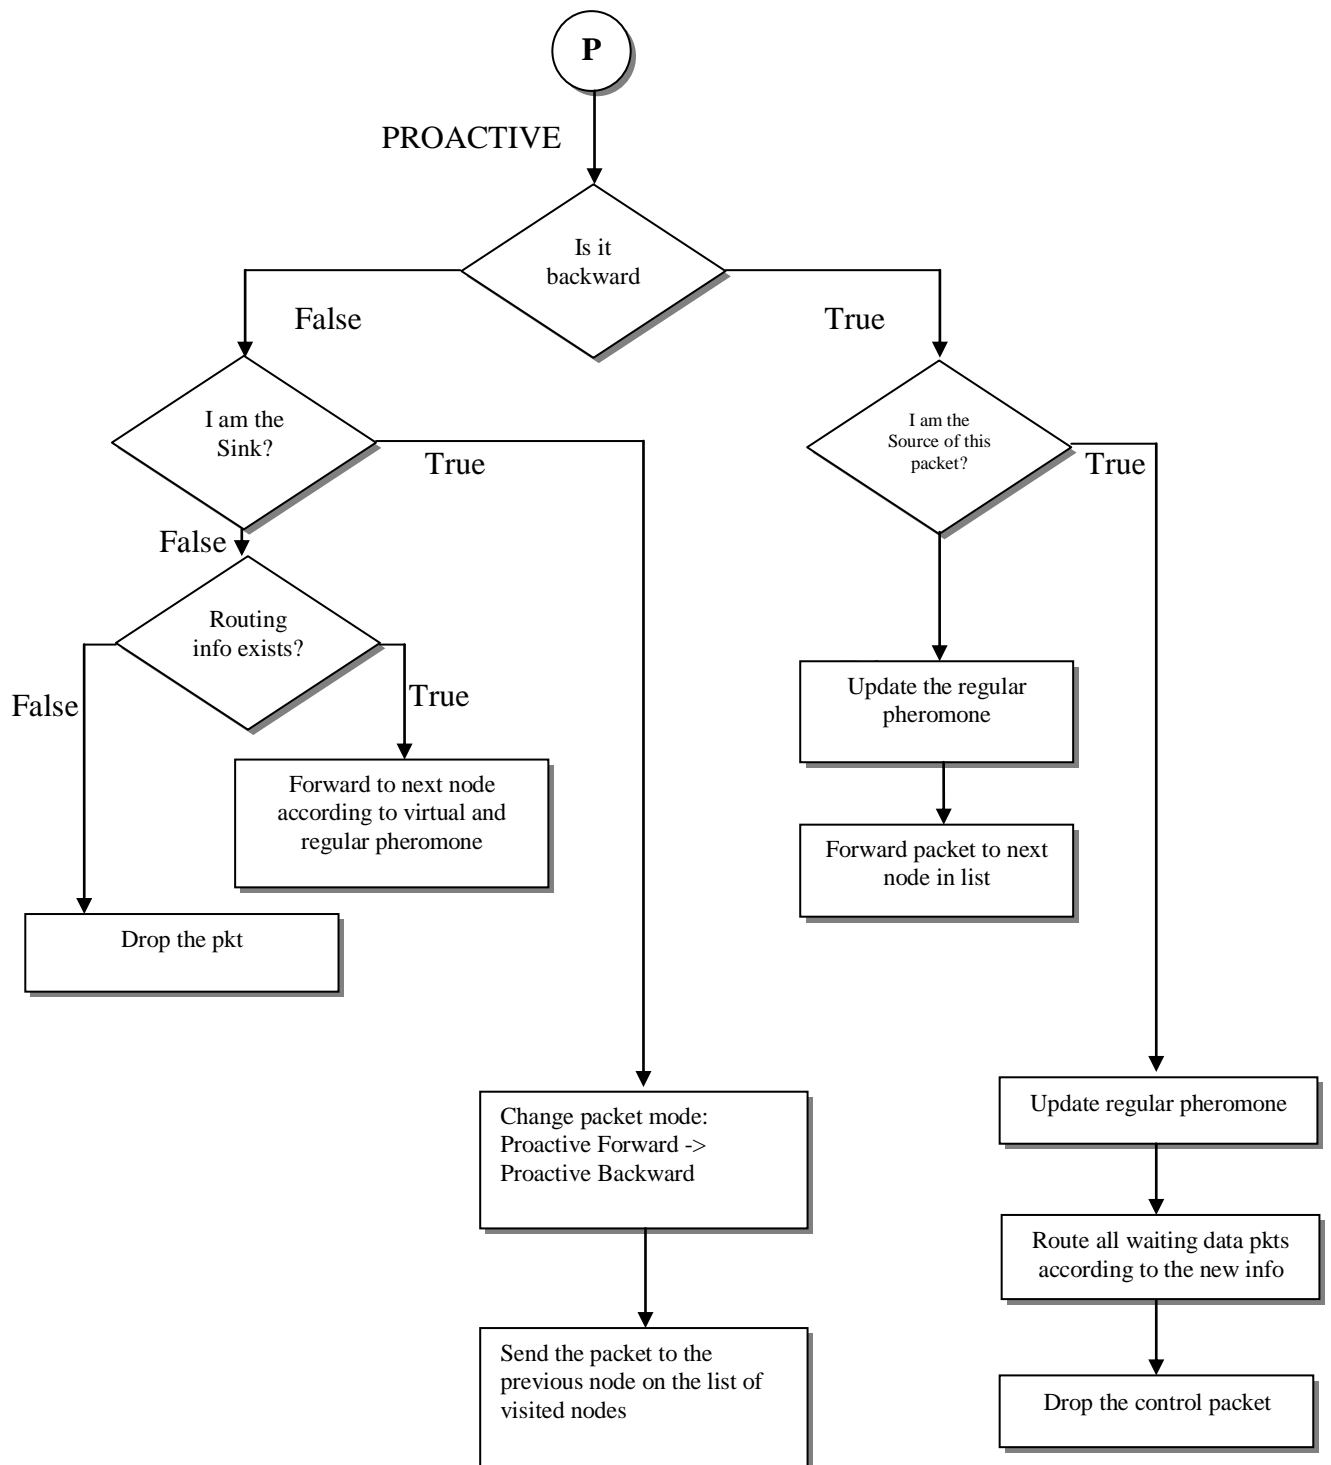 P
PROACTIVE
Is it
backward
False
True
I am the
Sink?
True
I am the
Source of this
packet?
True
False
Routing
info exists?
False
True
Update the regular
pheromone
Forward to next node
according to virtual and
regular pheromone
Forward packet to next
node in list
Drop the pkt
Change packet mode:
Proactive Forward ->
Proactive Backward
Update regular pheromone
Route all waiting data pkts
according to the new info
Send the packet to the
previous node on the list of
visited nodes
Drop the control packet